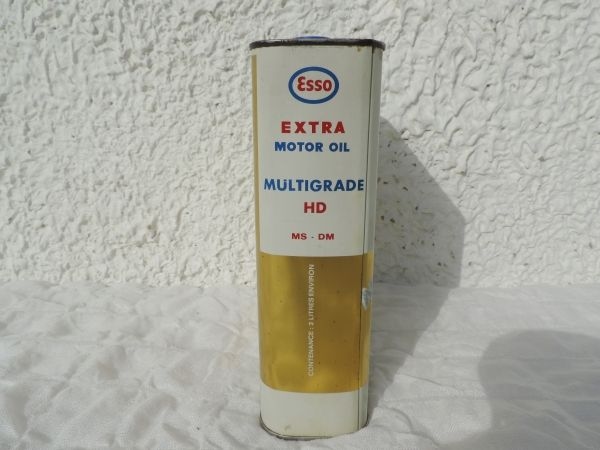 Esso
EXTRA
MOTOR OIL
MULTIGRADE
HD
MS - DM
CONTENANCE : 2 LITRES ENVIRON